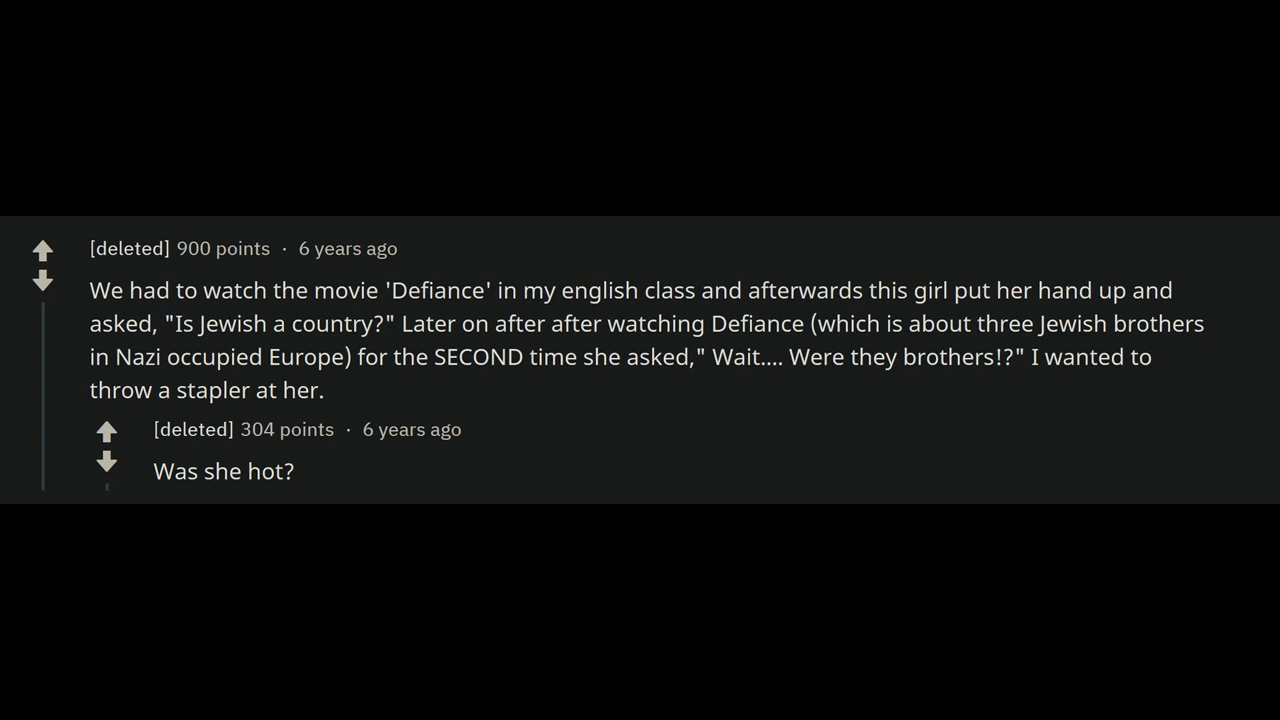 [deleted] 900 points · 6 years ago
We had to watch the movie 'Defiance' in my english class and afterwards this girl put her hand up and
asked, "Is Jewish a country?" Later on after after watching Defiance (which is about three Jewish brothers
in Nazi occupied Europe) for the SECOND time she asked," Wait.... Were they brothers!?" I wanted to
throw a stapler at her.
[deleted] 304 points · 6 years ago
Was she hot?